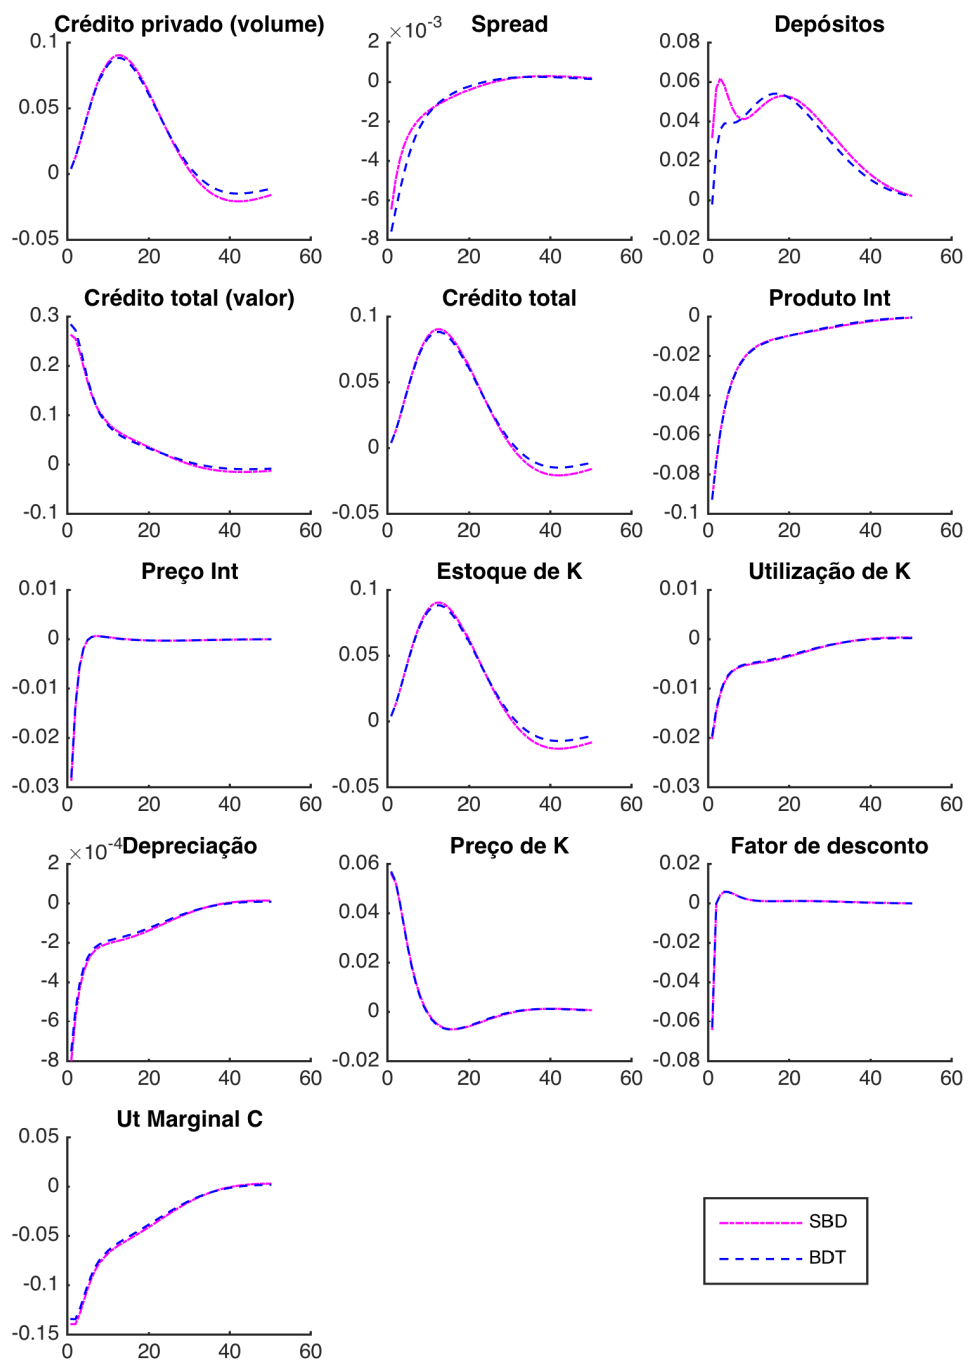 Crédito privado (volume)
0.1
0.05
0
-0.05
0 20 40 60
Spread
×10-3
2
0
-2
-4
-6
-8
0 20 40 60
Depósitos
0.08
0.06
0.04
0.02
0
-0.02
0 20 40 60
Crédito total (valor)
0.3
0.2
0.1
0
-0.1
0 20 40 60
Crédito total
0.1
0.05
0
-0.05
0 20 40 60
Produto Int
0
-0.02
-0.04
-0.06
-0.08
-0.1
0 20 40 60
Preço Int
0.01
0
-0.01
-0.02
-0.03
0 20 40 60
Estoque de K
0.1
0.05
0
-0.05
0 20 40 60
Utilização de K
0.01
0
-0.01
-0.02
-0.03
0 20 40 60
×10-4
Depreciação
2
0
-2
-4
-6
-8
0 20 40 60
Preço de K
0.06
0.04
0.02
0
-0.02
0 20 40 60
Fator de desconto
0.02
0
-0.02
-0.04
-0.06
-0.08
0 20 40 60
Ut Marginal C
0.05
0
-0.05
-0.1
-0.15
0 20 40 60
SBD
BDT